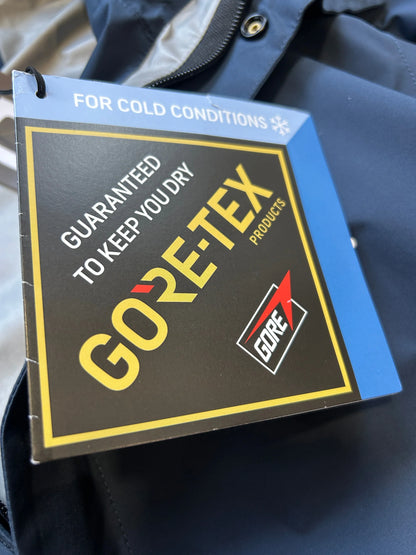 FOR COLD CONDITIONS
GUARANTEED
TO KEEP YOU DRY
GORE-TEX
PRODUCTS
GORE